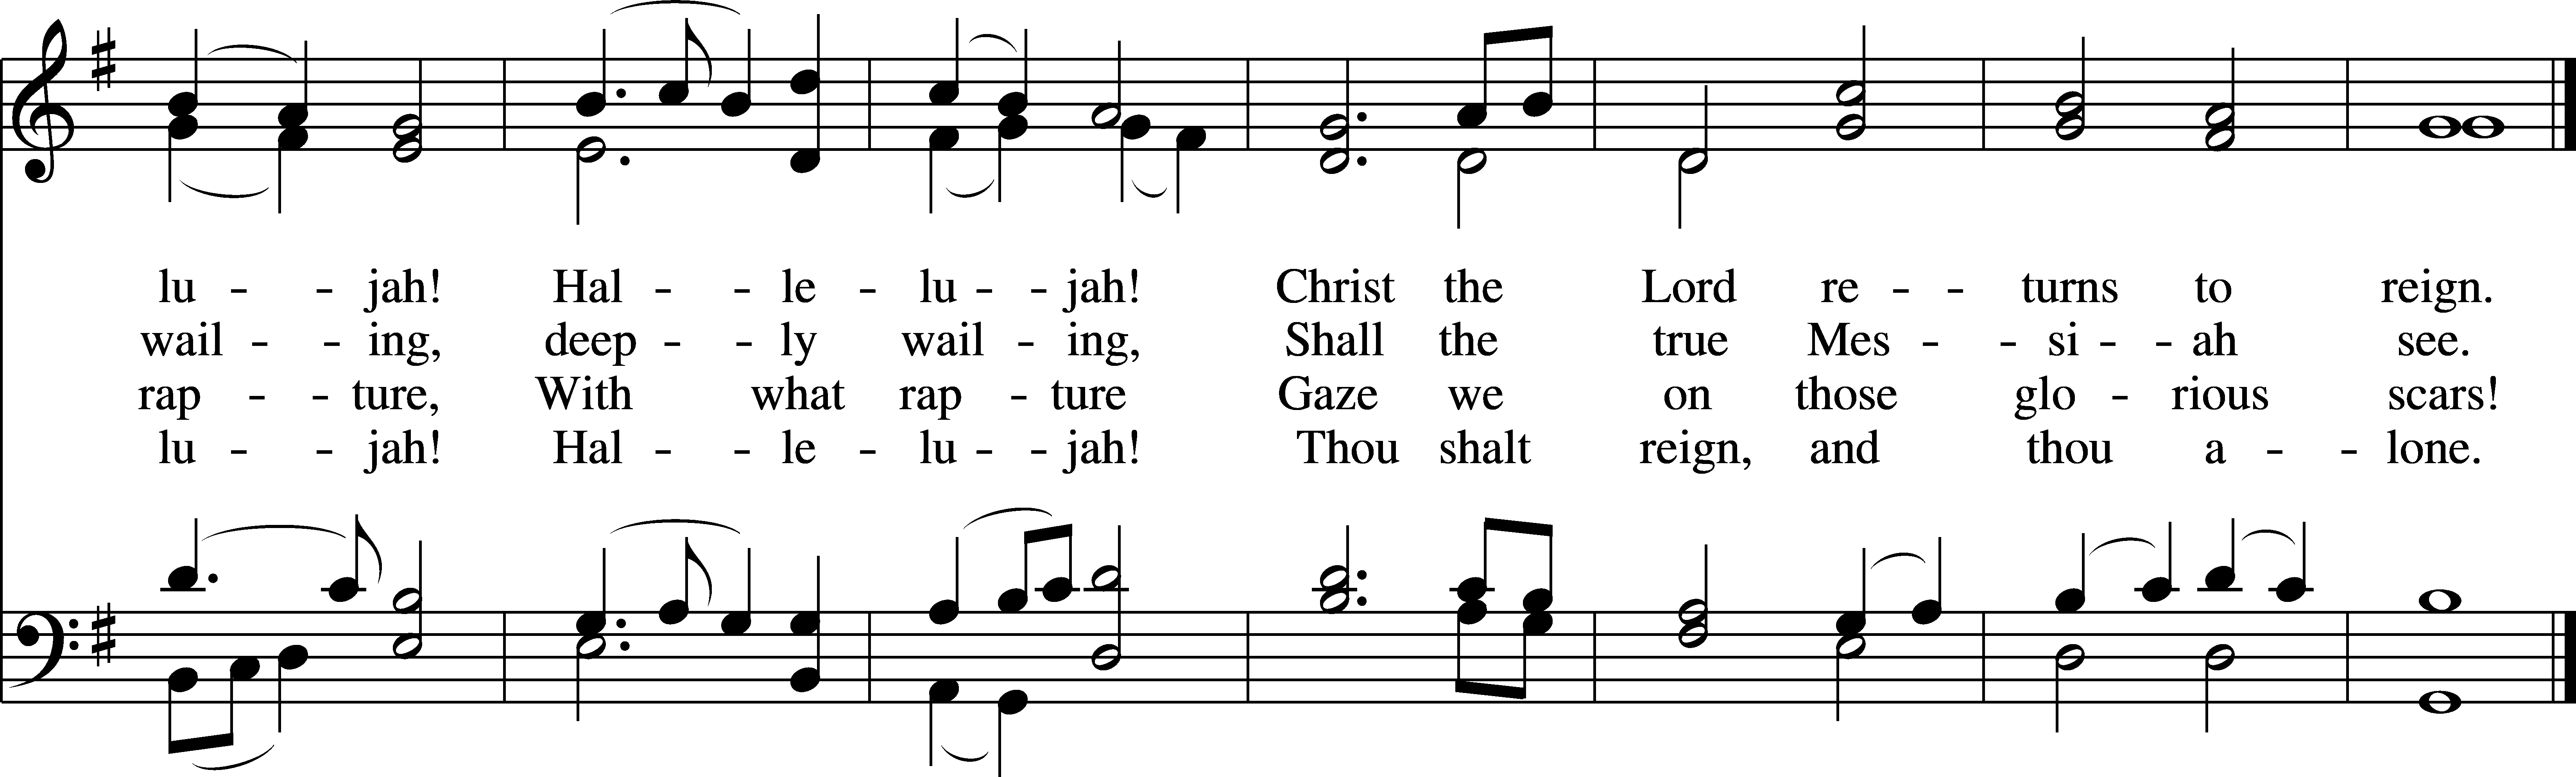 lu - - jah! Hal - - le - lu - - jah! Christ the Lord re - - turns to reign.
wail - - ing, deep - - ly wail - ing, Shall the true Mes - - si - - ah see.
rap - - ture, With what rap - ture Gaze we on those glo - rious scars!
lu - - jah! Hal - - le - lu - - jah! Thou shalt reign, and thou a - - lone.